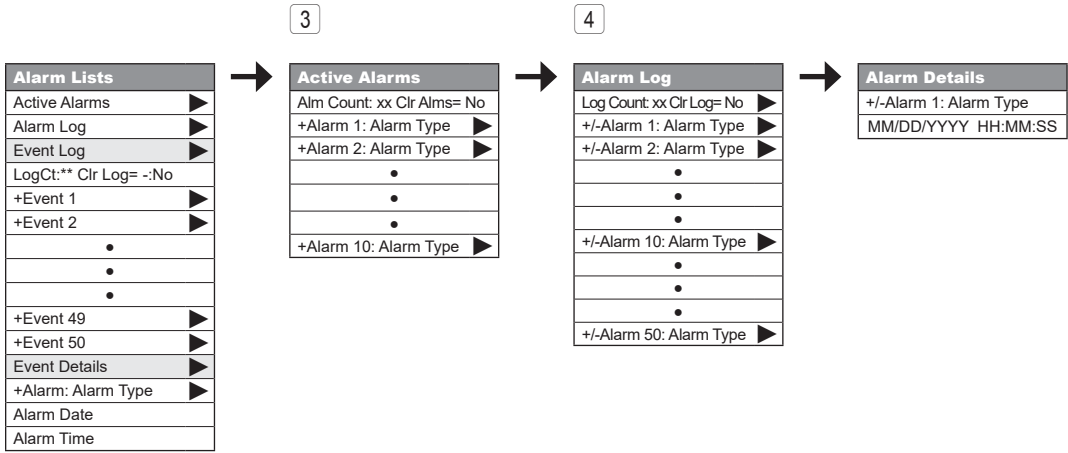 3
4
Alarm Lists
Active Alarms
Alarm Log
Event Log
LogCt:** Clr Log= -:No
+Event 1
+Event 2
•
•
•
+Event 49
+Event 50
Event Details
+Alarm: Alarm Type
Alarm Date
Alarm Time
Active Alarms
Alm Count: xx Clr Alms= No
+Alarm 1: Alarm Type
+Alarm 2: Alarm Type
•
•
•
+Alarm 10: Alarm Type
Alarm Log
Log Count: xx Clr Log= No
+/-Alarm 1: Alarm Type
+/-Alarm 2: Alarm Type
•
•
•
+/-Alarm 10: Alarm Type
•
•
•
+/-Alarm 50: Alarm Type
Alarm Details
+/-Alarm 1: Alarm Type
MM/DD/YYYY HH:MM:SS